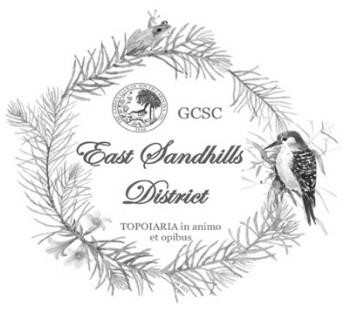 GCSC
East Sandhills
District
TOPOIARIA in animo
et opibus